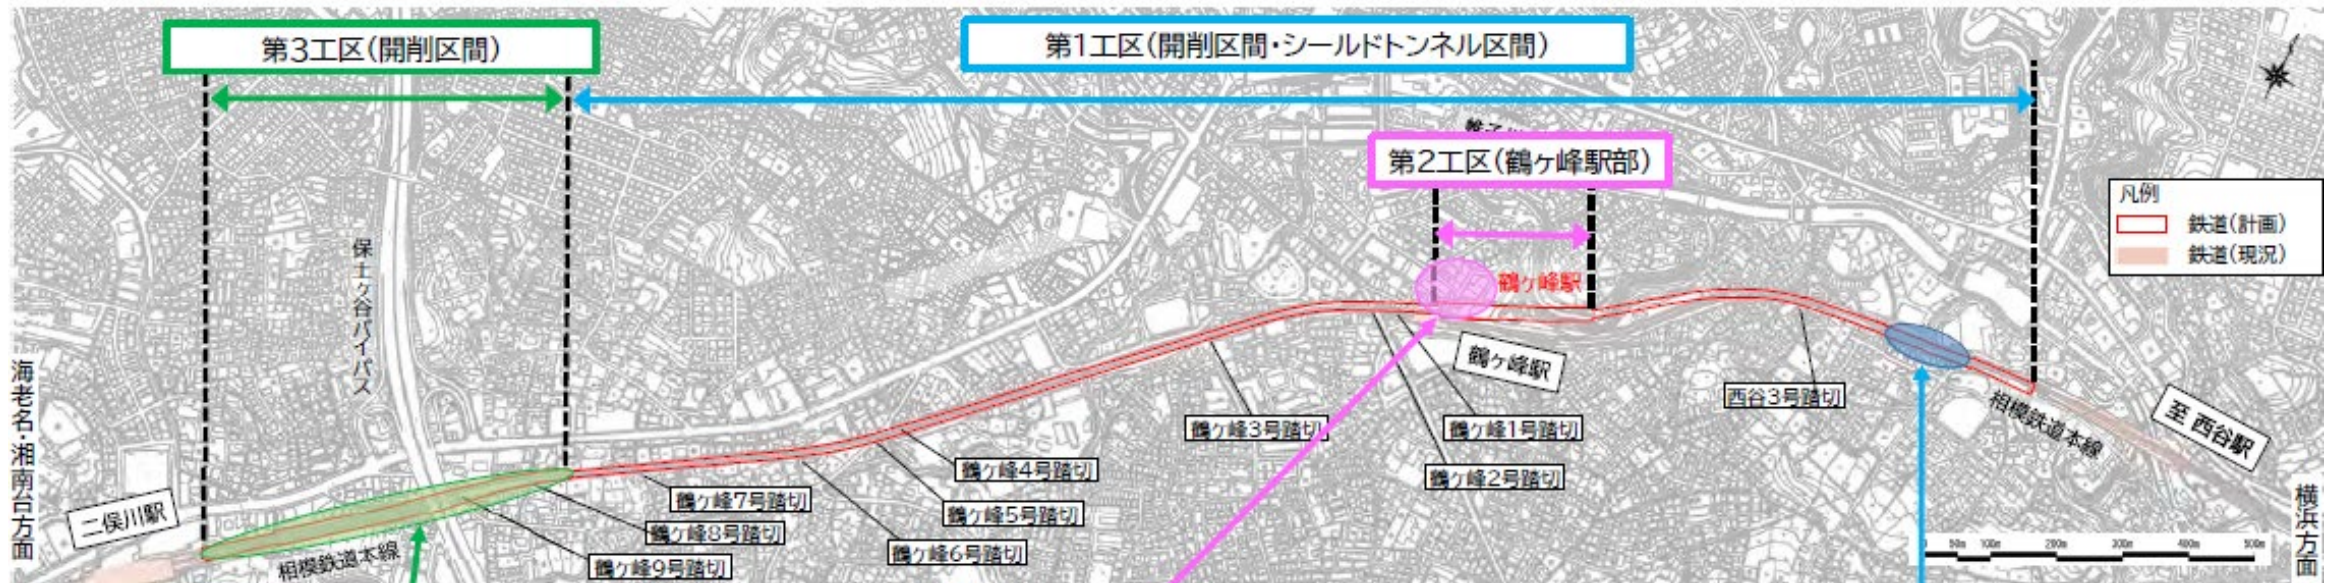 第3工区(開削区間)
第1工区(開削区間・シールドトンネル区間)
第2工区(鶴ヶ峰駅部)
凡例
鉄道(計画)
鉄道(現況)
保土ヶ谷バイパス
鶴ヶ峰駅
鶴ヶ峰駅
海老名・湘南台方面
二俣川駅
相模鉄道本線
鶴ヶ峰9号踏切
鶴ヶ峰8号踏切
鶴ヶ峰7号踏切
鶴ヶ峰6号踏切
鶴ヶ峰5号踏切
鶴ヶ峰4号踏切
鶴ヶ峰3号踏切
鶴ヶ峰2号踏切
鶴ヶ峰1号踏切
西谷3号踏切
相模鉄道本線
至 西谷駅
横浜方面
0 50m 100m 200m 300m 400m 500m